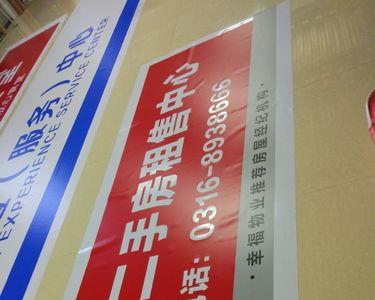 （服务）中心
EXPERIENCE SERVICE CENTER
二手房租售中心
电话：0316-8938666
·幸福物业推荐房屋经纪机构·